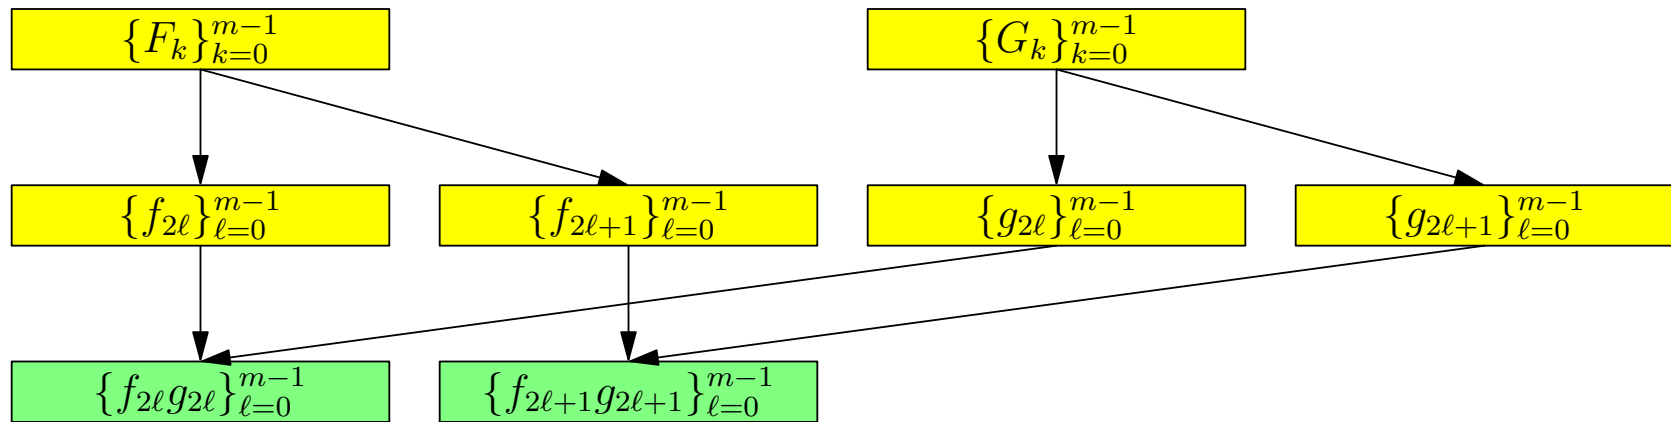 {F_k}_{k=0}^{m−1} {G_k}_{k=0}^{m−1}
{f_{2ℓ}}_{ℓ=0}^{m−1} {f_{2ℓ+1}}_{ℓ=0}^{m−1} {g_{2ℓ}}_{ℓ=0}^{m−1} {g_{2ℓ+1}}_{ℓ=0}^{m−1}
{f_{2ℓ}g_{2ℓ}}_{ℓ=0}^{m−1} {f_{2ℓ+1}g_{2ℓ+1}}_{ℓ=0}^{m−1}